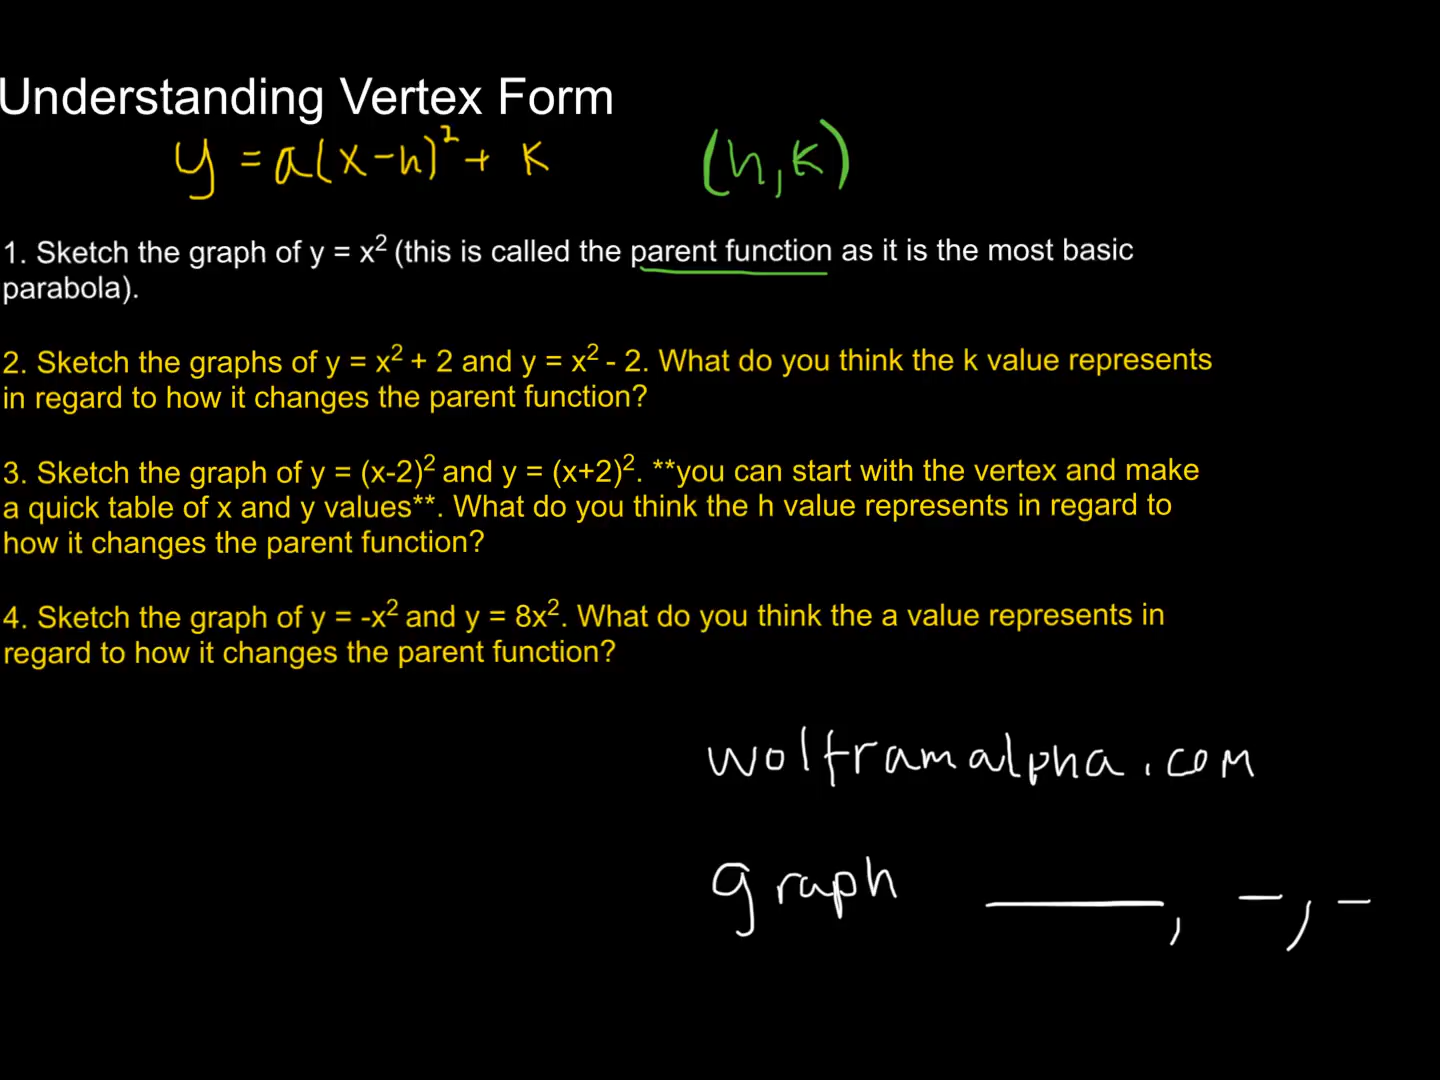 Understanding Vertex Form
y = a(x-h)² + k (h,k)
1. Sketch the graph of y = x² (this is called the parent function as it is the most basic
parabola).
2. Sketch the graphs of y = x² + 2 and y = x² - 2. What do you think the k value represents
in regard to how it changes the parent function?
3. Sketch the graph of y = (x-2)² and y = (x+2)². **you can start with the vertex and make
a quick table of x and y values**. What do you think the h value represents in regard to
how it changes the parent function?
4. Sketch the graph of y = -x² and y = 8x². What do you think the a value represents in
regard to how it changes the parent function?
wolframalpha.com
graph ____, _, _